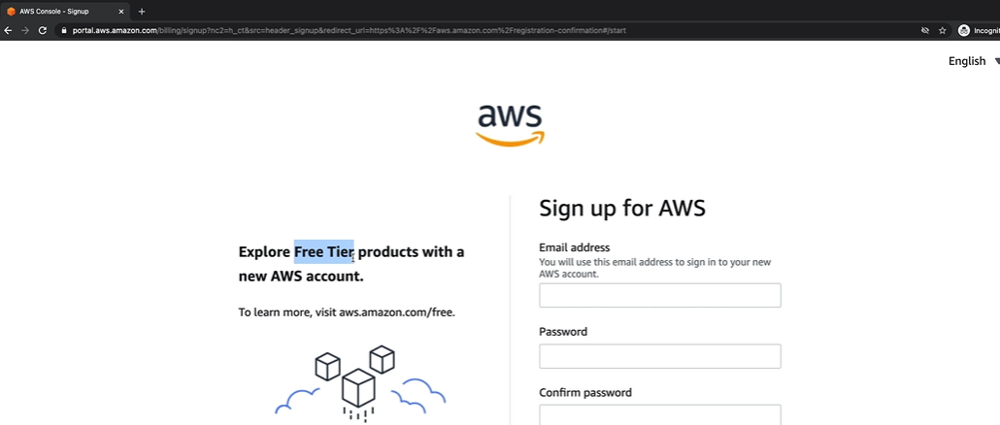 AWS Console - Signup
portal.aws.amazon.com/billing/signup?nc2=h_ct&src=header_signup&redirect_url=https%3A%2F%2Faws.amazon.com%2Fregistration-confirmation#/start
Incognit
English
aws
Explore Free Tier products with a
new AWS account.
To learn more, visit aws.amazon.com/free.
Sign up for AWS
Email address
You will use this email address to sign in to your new
AWS account.
Password
Confirm password